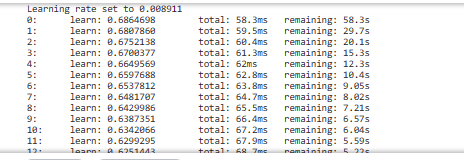 Learning rate set to 0.008911
0: learn: 0.6864698 total: 58.3ms remaining: 58.3s
1: learn: 0.6807860 total: 59.5ms remaining: 29.7s
2: learn: 0.6752138 total: 60.4ms remaining: 20.1s
3: learn: 0.6700377 total: 61.3ms remaining: 15.3s
4: learn: 0.6649569 total: 62ms remaining: 12.3s
5: learn: 0.6597688 total: 62.8ms remaining: 10.4s
6: learn: 0.6537812 total: 63.8ms remaining: 9.05s
7: learn: 0.6481707 total: 64.7ms remaining: 8.02s
8: learn: 0.6429986 total: 65.5ms remaining: 7.21s
9: learn: 0.6387351 total: 66.4ms remaining: 6.57s
10: learn: 0.6342066 total: 67.2ms remaining: 6.04s
11: learn: 0.6299295 total: 67.9ms remaining: 5.59s
12: learn: 0.6251443 total: 68.7ms remaining: 5.22s